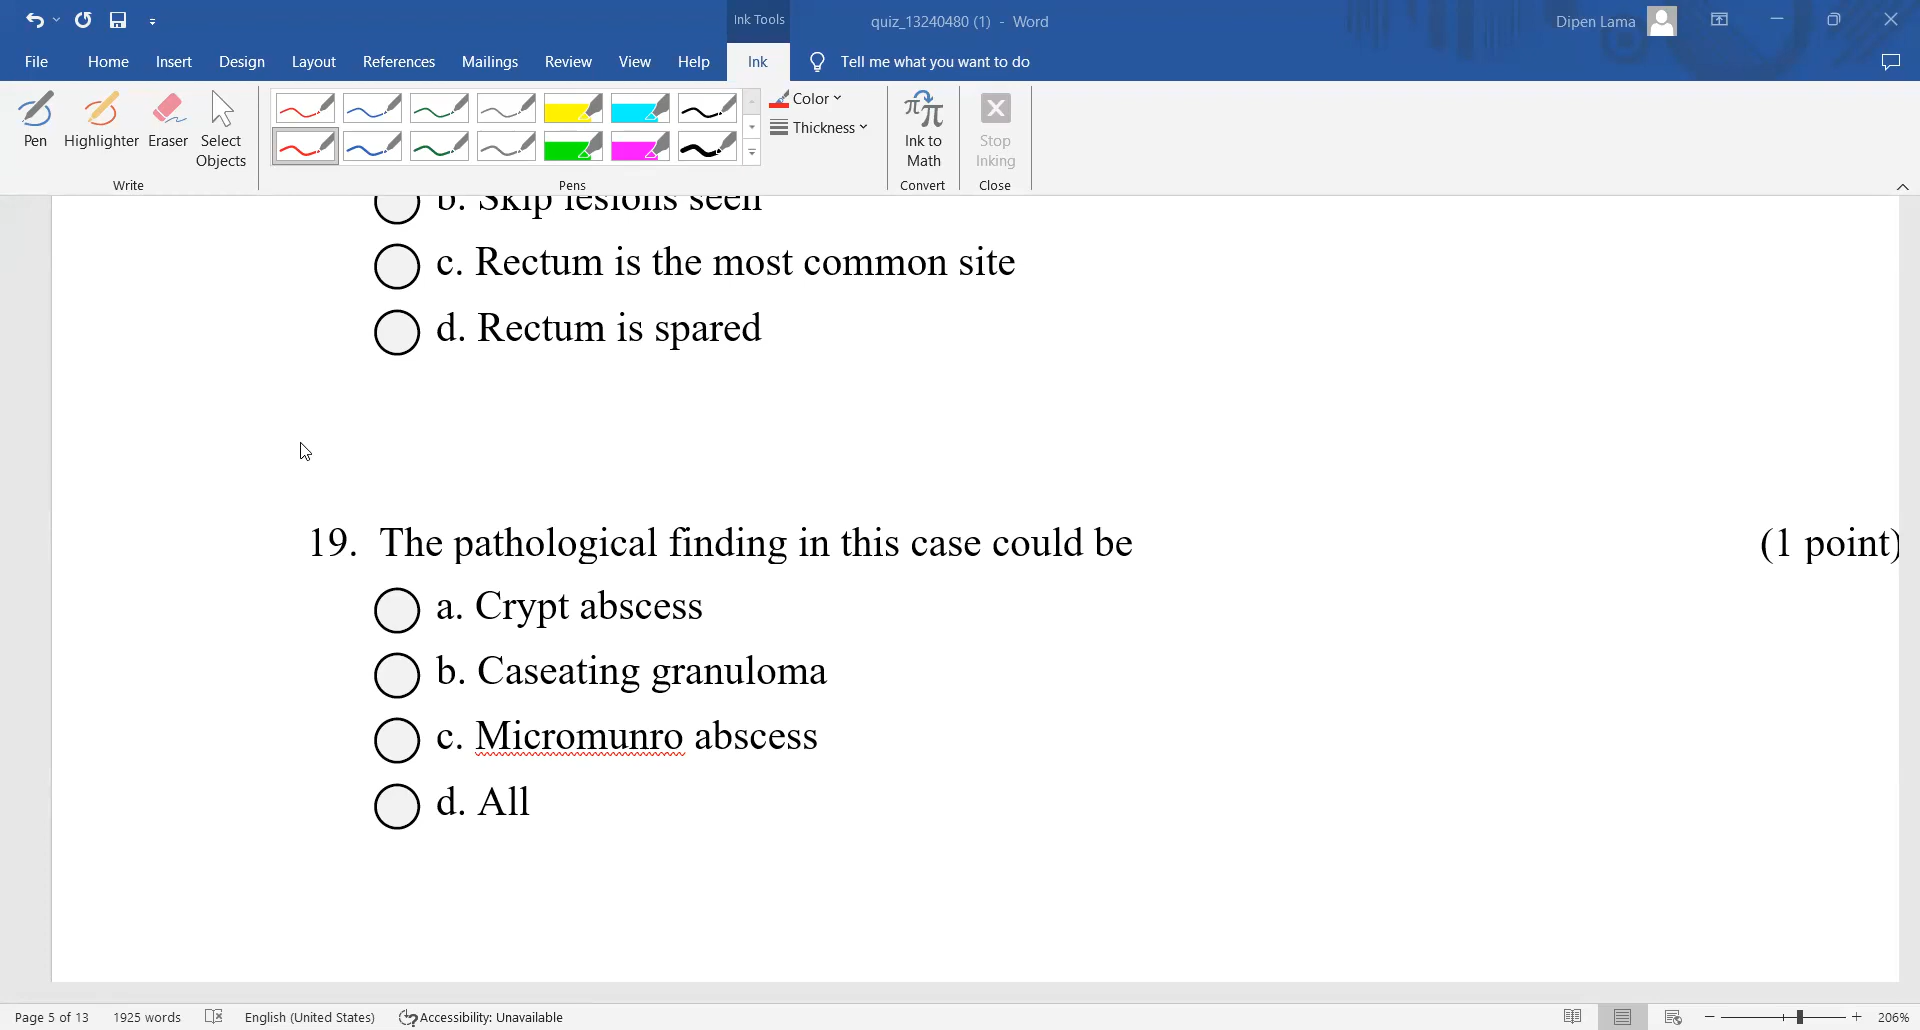 Ink Tools
quiz_13240480 (1) - Word
Dipen Lama
File Home Insert Design Layout References Mailings Review View Help Ink Tell me what you want to do
Pen
Highlighter
Eraser
Select Objects
Color
Thickness
Ink to Math
Stop Inking
Write
Pens
Convert
Close
b. Skip lesions seen
c. Rectum is the most common site
d. Rectum is spared
19. The pathological finding in this case could be (1 point)
a. Crypt abscess
b. Caseating granuloma
c. Micromunro abscess
d. All
Page 5 of 13 1925 words English (United States) Accessibility: Unavailable 206%